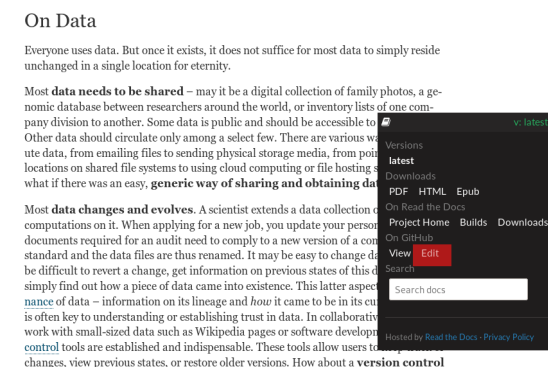 On Data
Everyone uses data. But once it exists, it does not suffice for most data to simply reside
unchanged in a single location for eternity.
Most data needs to be shared – may it be a digital collection of family photos, a ge-
nomic database between researchers around the world, or inventory lists of one com-
pany division to another. Some data is public and should be accessible to
Other data should circulate only among a select few. There are various
ute data, from emailing files to sending physical storage media, from
locations on shared file systems to using cloud computing or file hosting
what if there was an easy, generic way of sharing and obtaining
Most data changes and evolves. A scientist extends a data collection
computations on it. When applying for a new job, you update your
documents required for an audit need to comply to a new version of a
standard and the data files are thus renamed. It may be easy to change
be difficult to revert a change, get information on previous states of this
simply find out how a piece of data came into existence. This latter
nance of data – information on its lineage and how it came to be in its
is often key to understanding or establishing trust in data. In
work with small-sized data such as Wikipedia pages or software
control tools are established and indispensable. These tools allow users to
changes, view previous states, or restore older versions. How about a version control
v: latest
Versions
latest
Downloads
PDF HTML Epub
On Read the Docs
Project Home Builds Downloads
On GitHub
View Edit
Search
Search docs
Hosted by Read the Docs · Privacy Policy